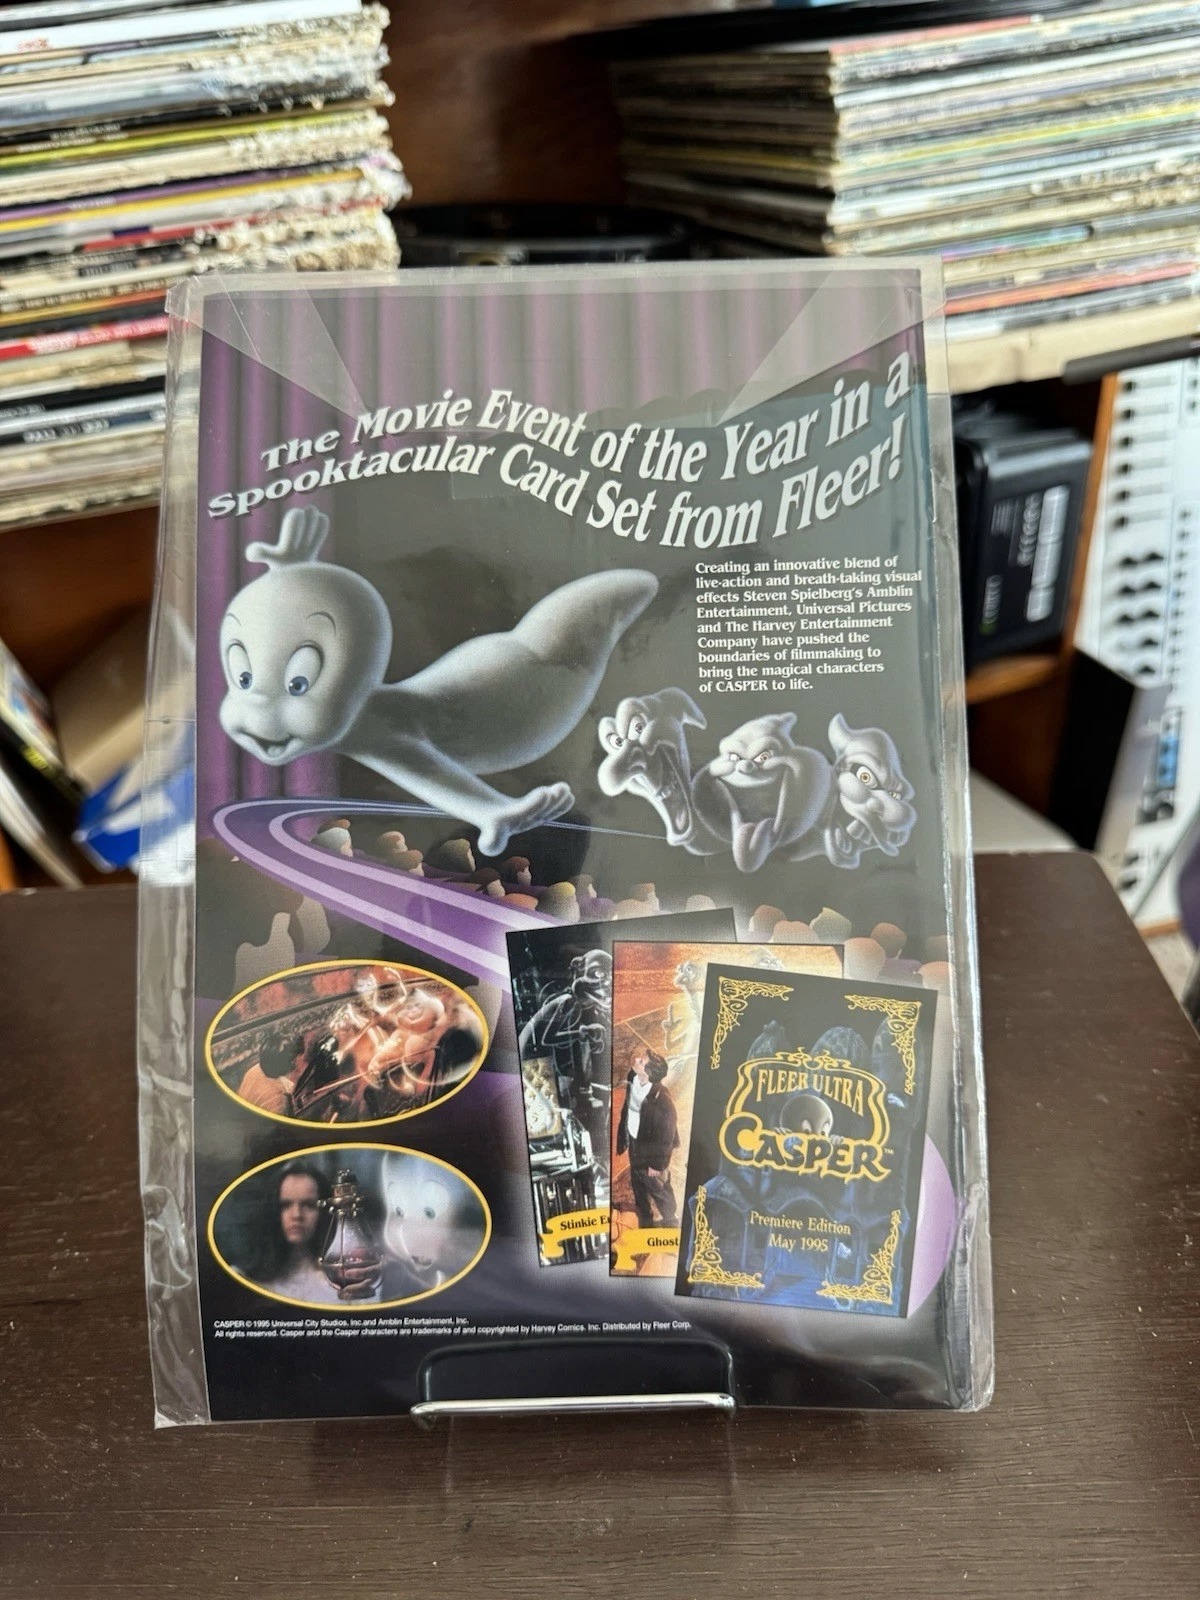 The Movie Event of the Year in a
Spooktacular Card Set from Fleer!
Creating an innovative blend of
live-action and breath-taking visual
effects Steven Spielberg's Amblin
Entertainment, Universal Pictures
and The Harvey Entertainment
Company have pushed the
boundaries of filmmaking to
bring the magical characters
of CASPER to life.
FLEER ULTRA
CASPER™
Premiere Edition
May 1995
Stinkie
Ghost
CASPER © 1995 Universal City Studios, Inc. and Amblin Entertainment, Inc.
All rights reserved. Casper and the Casper characters are trademarks of and copyrighted by Harvey Comics, Inc. Distributed by Fleer Corp.